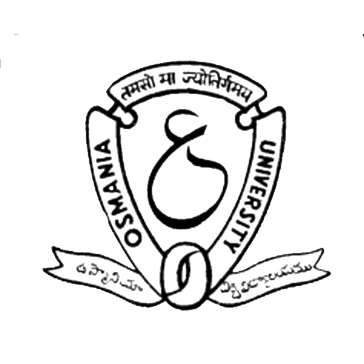 तमसो मा ज्योतिर्गमय
OSMANIA
UNIVERSITY
ع
ఉస్మానియా
విశ్వవిద్యాలయము